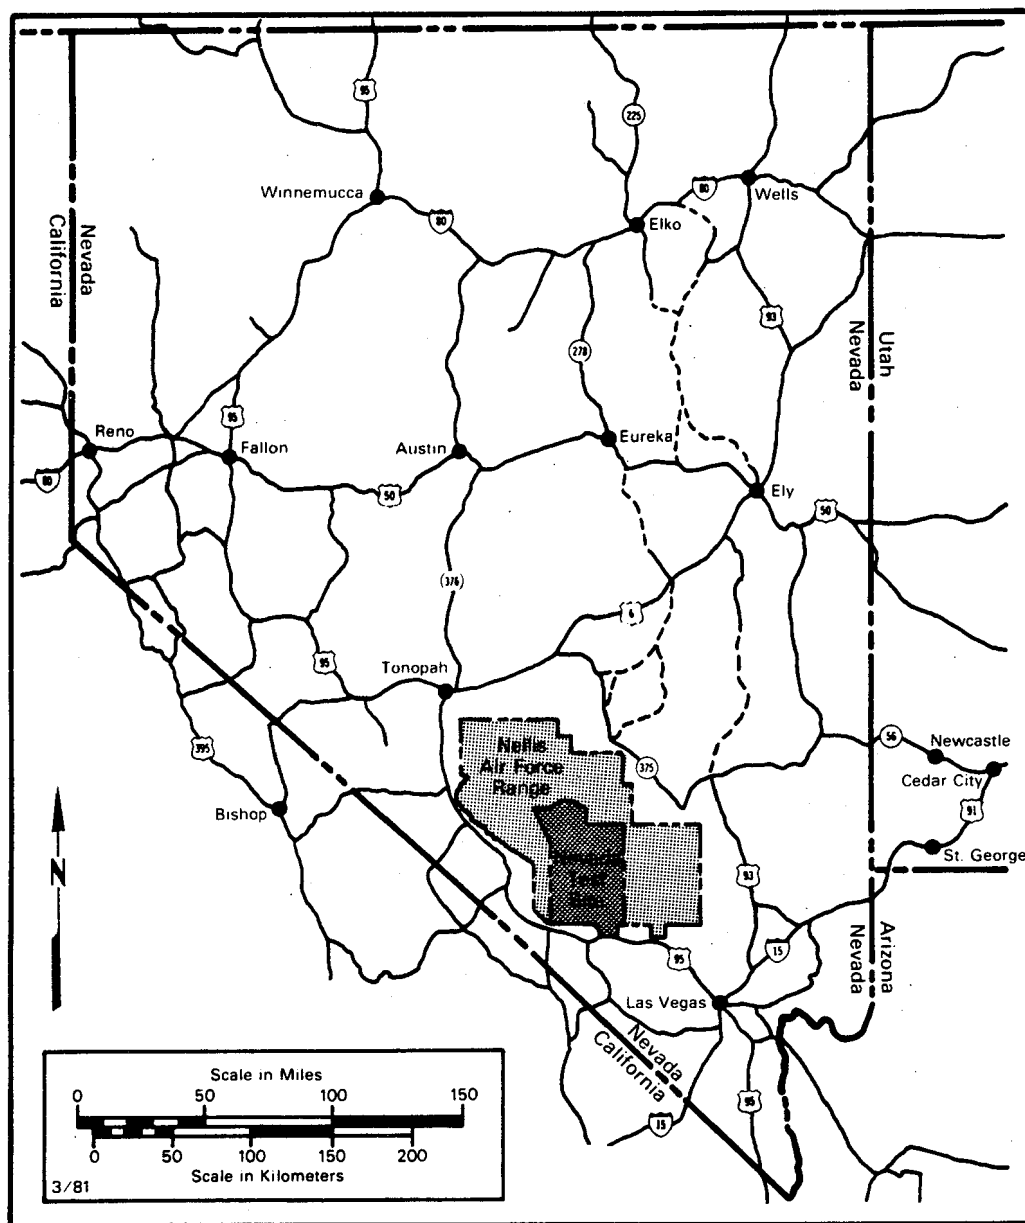 95
225
Winnemucca
80
Wells
80
Elko
Nevada
California
93
Utah
Nevada
278
95
Reno
Fallon
Austin
Eureka
80
50
Ely
50
376
6
95
Tonopah
395
56
Newcastle
Nellis
Air Force
Range
375
Cedar City
Bishop
91
St. George
N
Nevada
Test
Site
93
Arizona
Nevada
95
15
Las Vegas
Nevada
California
95
15
Scale in Miles
0 50 100 150
0 50 100 150 200
Scale in Kilometers
3/81